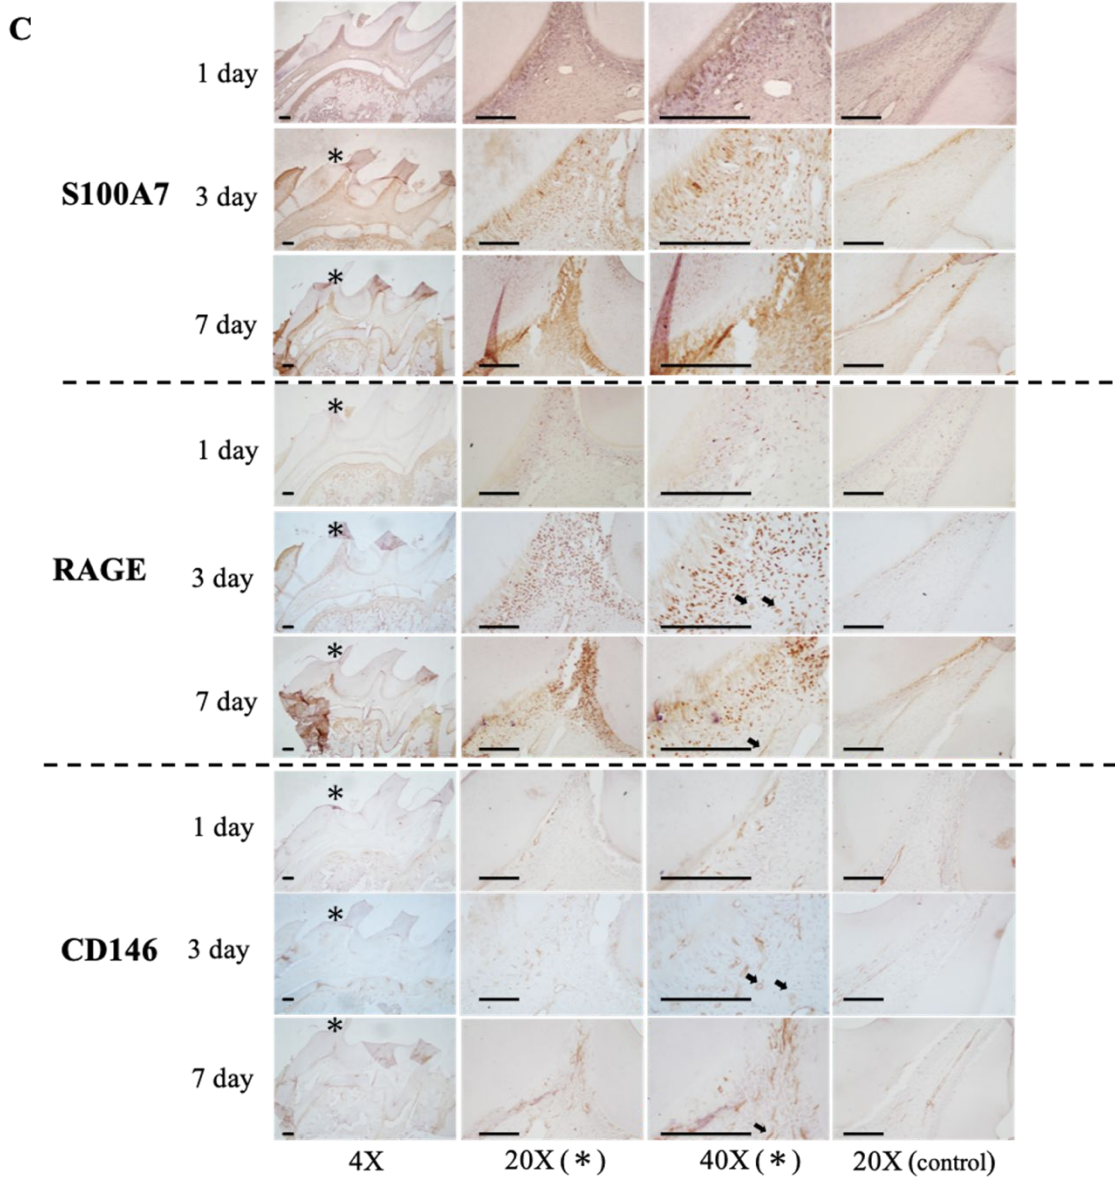 C
1 day
*
S100A7 3 day
*
7 day
*
1 day
*
RAGE 3 day
*
7 day
*
1 day
*
CD146 3 day
*
7 day
4X 20X (*) 40X (*) 20X (control)